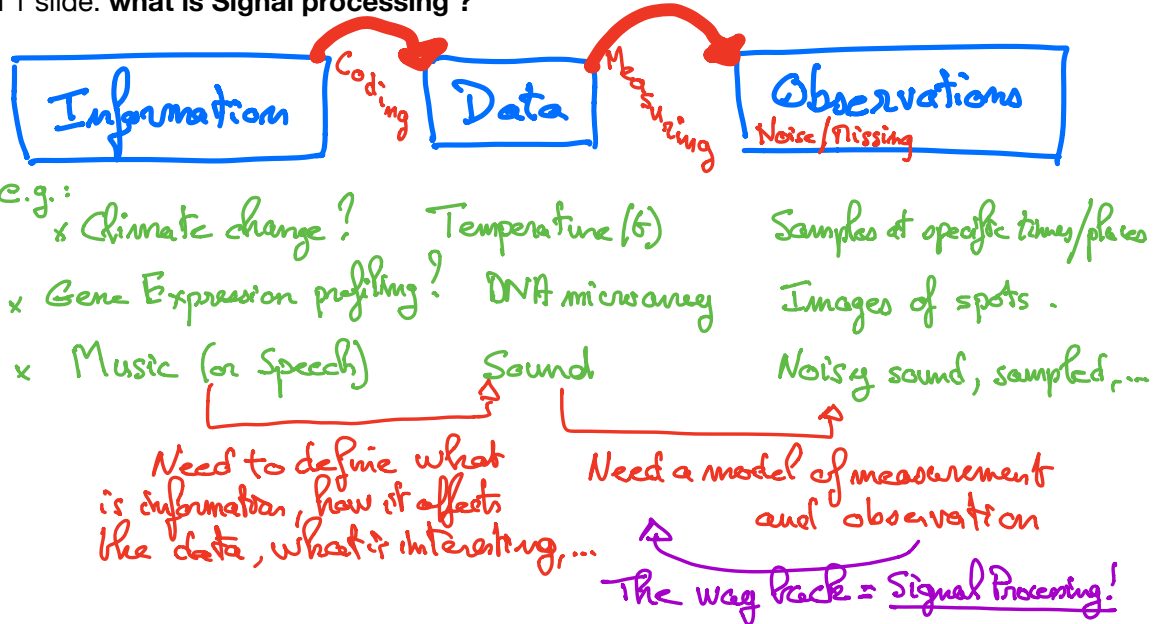 1 slide. what is Signal processing ?
Information
Coding
Data
Measuring
Observations
Noise/Missing
e.g.:
x Climate change? Temperature (t) Samples at specific times/places
x Gene Expression profiling? DNA microarray Images of spots.
x Music (or Speech) Sound Noisy sound, sampled,...
Need to define what
is information, how it affects
the data, what is interesting,...
Need a model of measurement
and observation
The way back = Signal Processing!